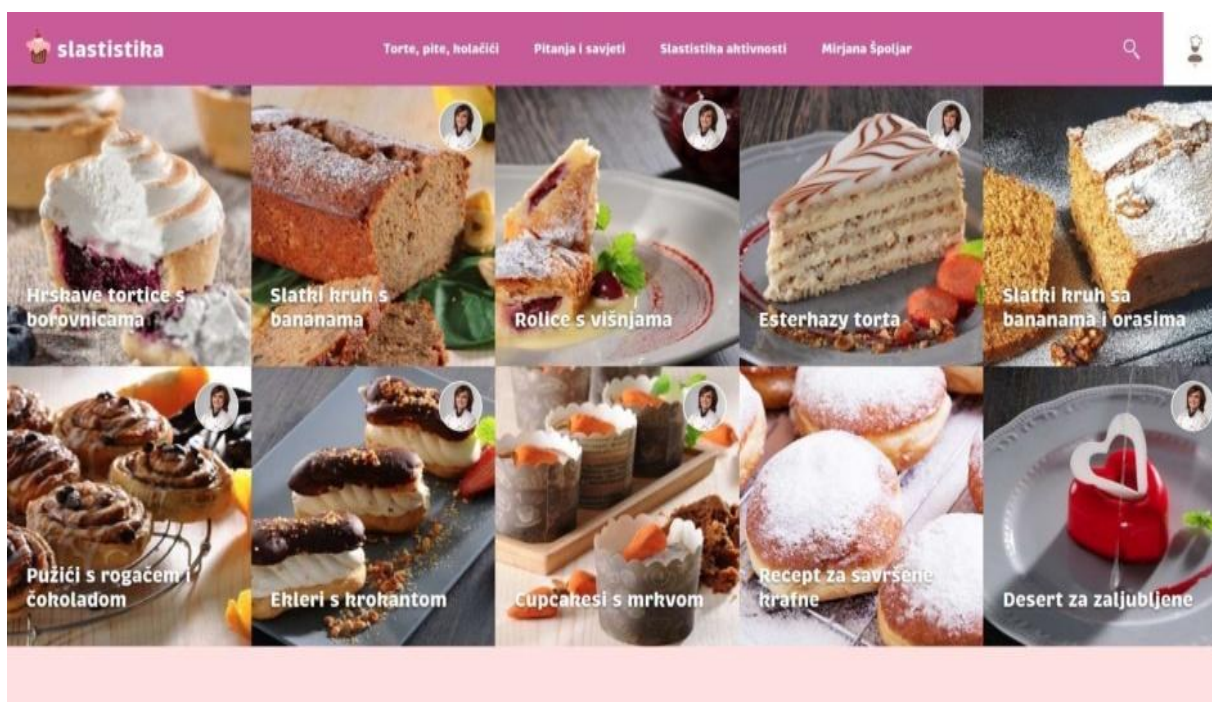 slastistika
Torte, pite, kolačići
Pitanja i savjeti
Slastistika aktivnosti
Mirjana Špoljar
Hrskave tortice s
borovnicama
Slatki kruh s
bananama
Rolice s višnjama
Esterhazy torta
Slatki kruh sa
bananama i orasima
Pužići s rogačem i
čokoladom
Ekleri s krokantom
Cupcakesi s mrkvom
Recept za savršene
krafne
Desert za zaljubljene